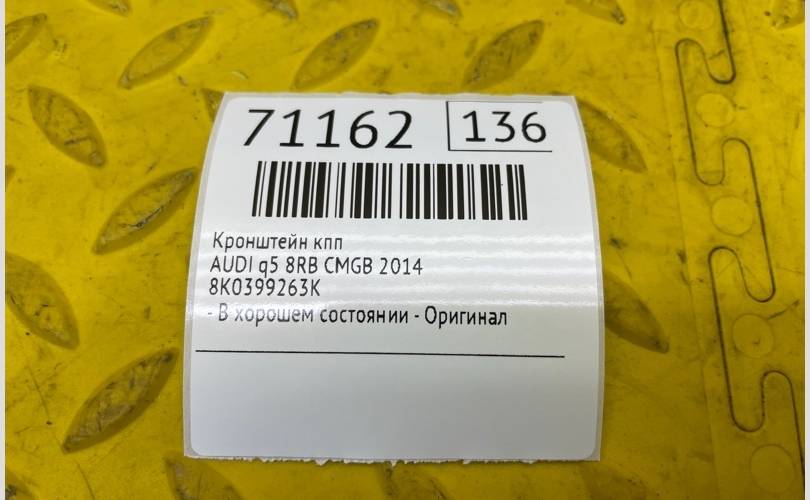 71162 136
Кронштейн кпп
AUDI q5 8RB CMGB 2014
8K0399263K
- В хорошем состоянии - Оригинал